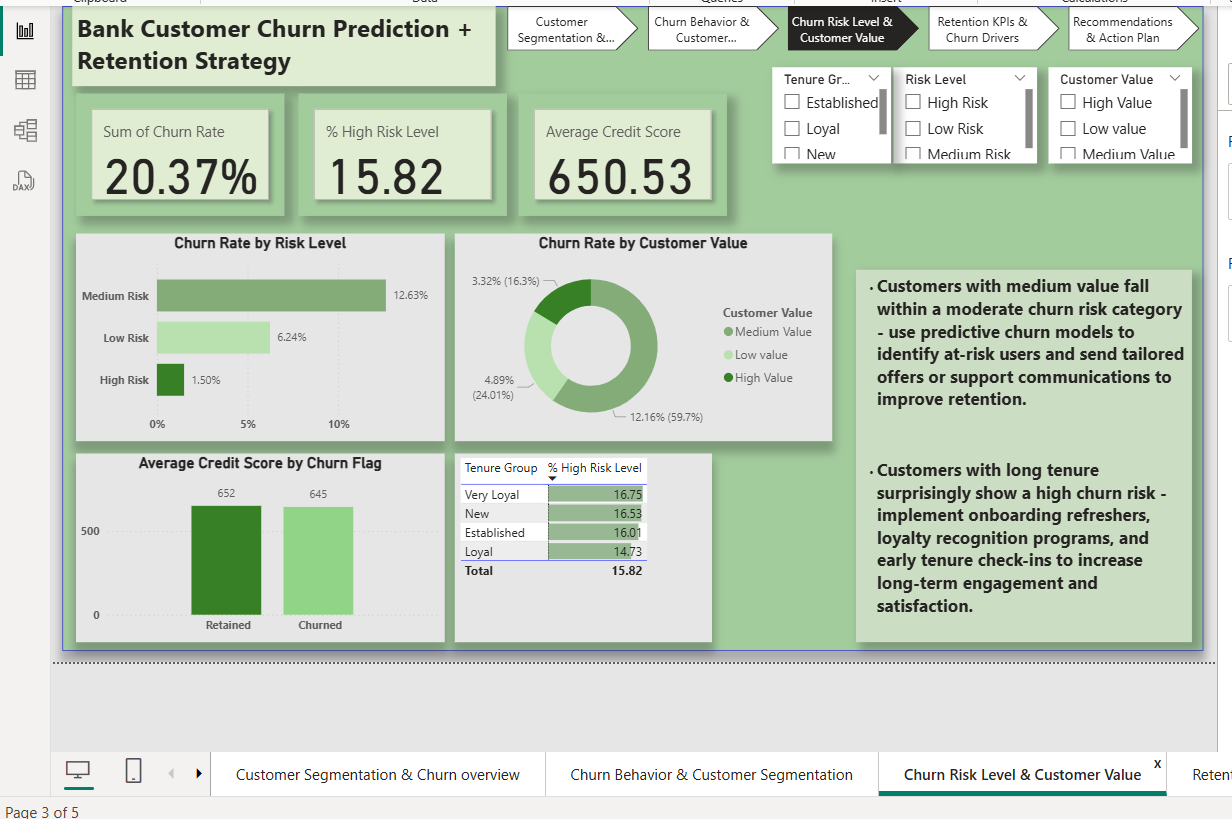 Clipboard
Data
Queries
Insert
Calculations
Bank Customer Churn Prediction +
Retention Strategy
Customer
Segmentation &...
Churn Behavior &
Customer...
Churn Risk Level &
Customer Value
Retention KPIs &
Churn Drivers
Recommendations
& Action Plan
Tenure Gr...
Established
Loyal
New
Risk Level
High Risk
Low Risk
Medium Risk
Customer Value
High Value
Low value
Medium Value
DAX
Sum of Churn Rate
20.37%
% High Risk Level
15.82
Average Credit Score
650.53
Churn Rate by Risk Level
Medium Risk
12.63%
Low Risk
6.24%
High Risk
1.50%
0%
5%
10%
Churn Rate by Customer Value
3.32% (16.3%)
4.89%
(24.01%)
12.16% (59.7%)
Customer Value
Medium Value
Low value
High Value
· Customers with medium value fall
within a moderate churn risk category
- use predictive churn models to
identify at-risk users and send tailored
offers or support communications to
improve retention.
· Customers with long tenure
surprisingly show a high churn risk -
implement onboarding refreshers,
loyalty recognition programs, and
early tenure check-ins to increase
long-term engagement and
satisfaction.
Average Credit Score by Churn Flag
652
645
500
0
Retained
Churned
Tenure Group % High Risk Level
Very Loyal 16.75
New 16.53
Established 16.01
Loyal 14.73
Total 15.82
Customer Segmentation & Churn overview
Churn Behavior & Customer Segmentation
Churn Risk Level & Customer Value
x
Reten
Page 3 of 5